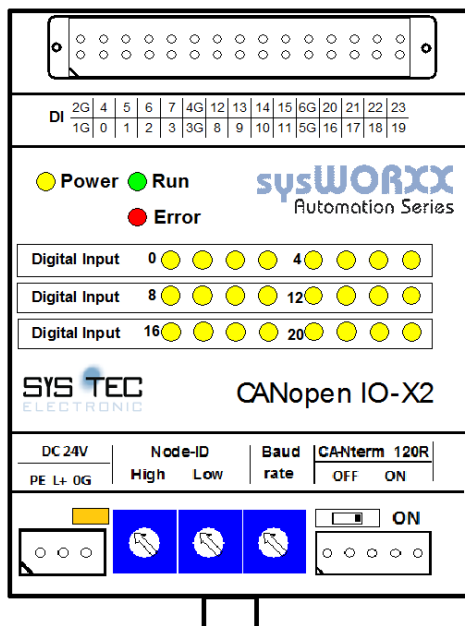 DI 2G 4 5 6 7 4G 12 13 14 15 6G 20 21 22 23
1G 0 1 2 3 3G 8 9 10 11 5G 16 17 18 19
Power Run
Error
sysWORXX
Automation Series
Digital Input 0 4
Digital Input 8 12
Digital Input 16 20
SYS TEC
ELECTRONIC
CANopen IO-X2
DC 24V Node-ID Baud CANterm 120R
PE L+ 0G High Low rate OFF ON
ON